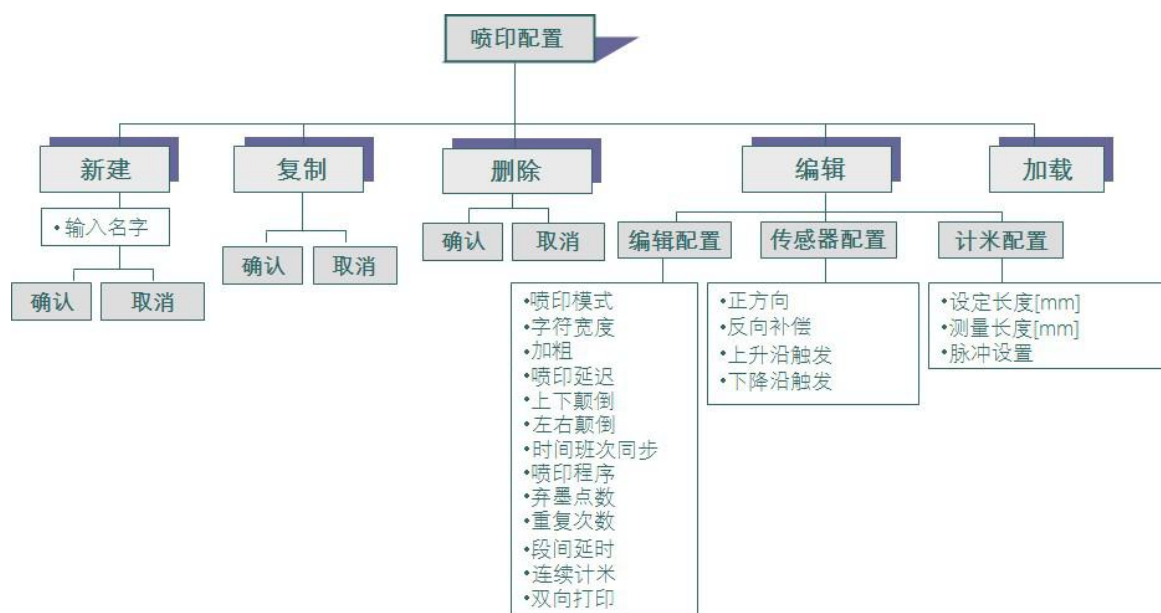 喷印配置
新建
复制
删除
编辑
加载
•输入名字
确认
取消
确认
取消
确认
取消
编辑配置
传感器配置
计米配置
•喷印模式
•字符宽度
•加粗
•喷印延迟
•上下颠倒
•左右颠倒
•时间班次同步
•喷印程序
•弃墨点数
•重复次数
•段间延时
•连续计米
•双向打印
•正方向
•反向补偿
•上升沿触发
•下降沿触发
•设定长度[mm]
•测量长度[mm]
•脉冲设置